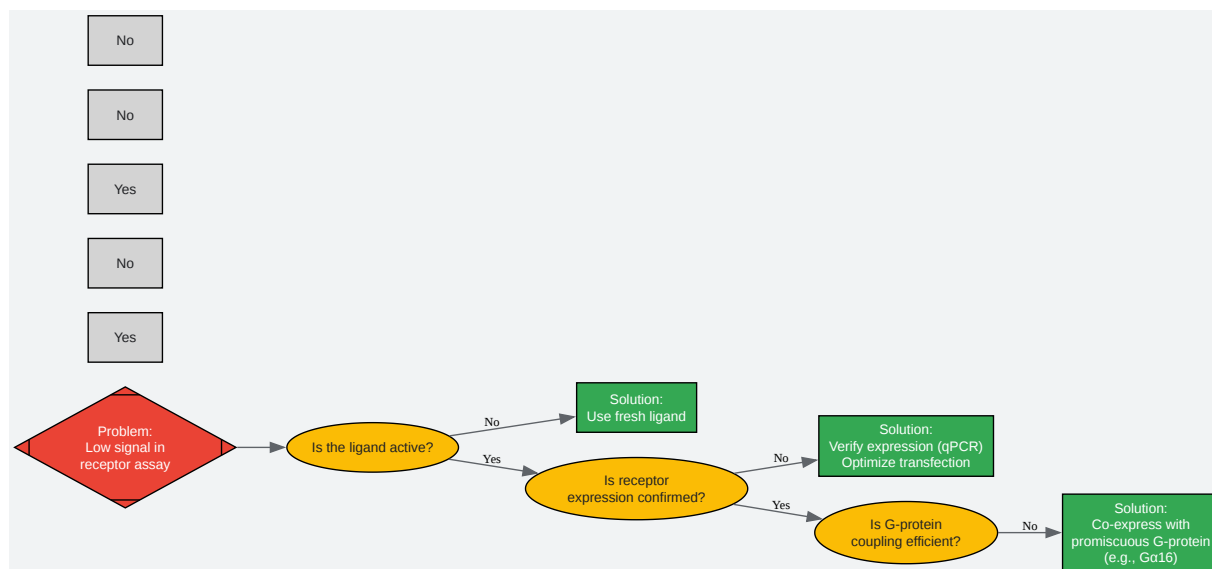 No
No
Yes
No
Yes
Problem:
Low signal in
receptor assay
Is the ligand active?
No
Solution:
Use fresh ligand
Yes
Is receptor
expression confirmed?
No
Solution:
Verify expression (qPCR)
Optimize transfection
Yes
Is G-protein
coupling efficient?
No
Solution:
Co-express with
promiscuous G-protein
(e.g., Gα16)